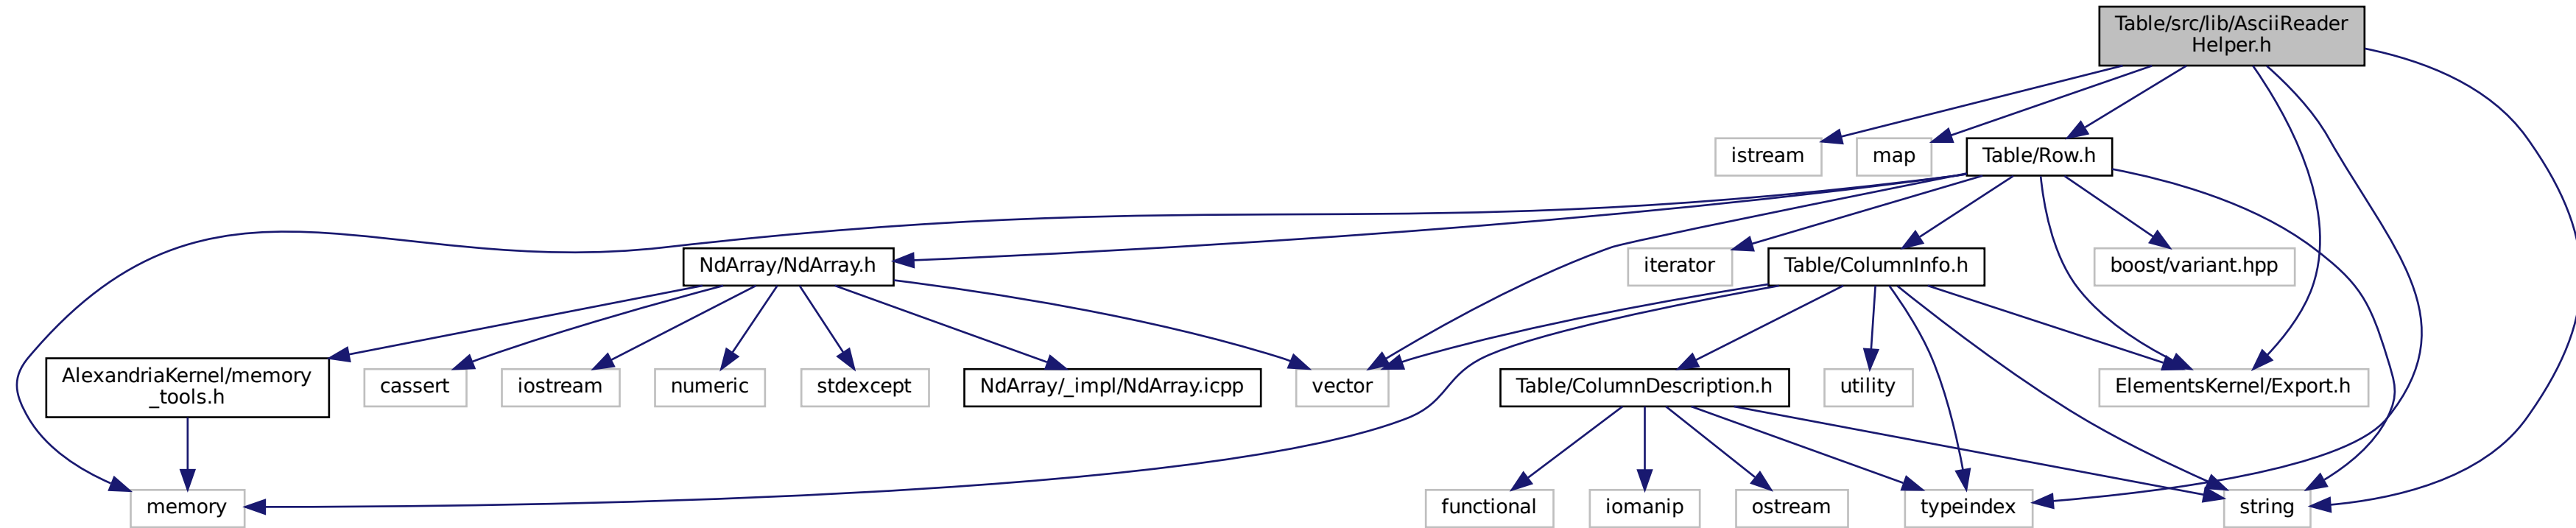 Table/src/lib/AsciiReader
Helper.h
istream
map
Table/Row.h
NdArray/NdArray.h
iterator
Table/ColumnInfo.h
boost/variant.hpp
AlexandriaKernel/memory
_tools.h
cassert
iostream
numeric
stdexcept
NdArray/_impl/NdArray.icpp
vector
Table/ColumnDescription.h
utility
ElementsKernel/Export.h
memory
functional
iomanip
ostream
typeindex
string